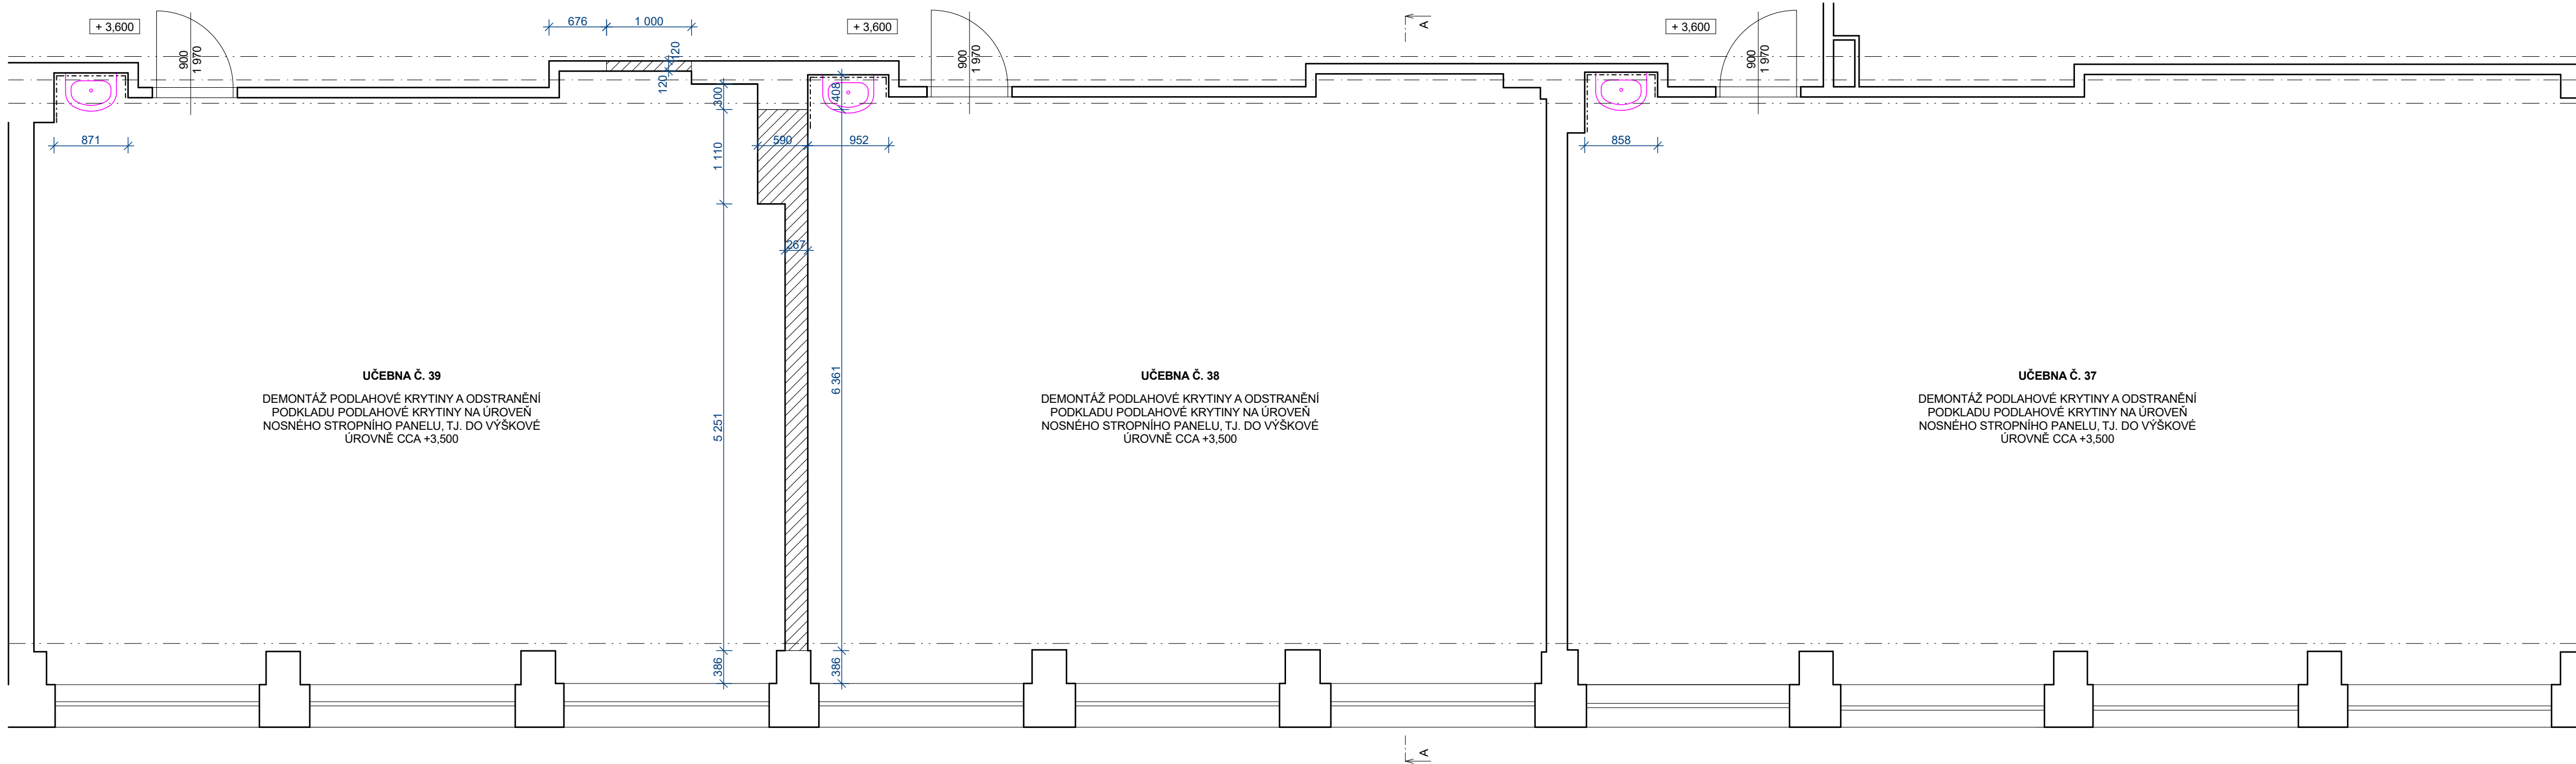 + 3,600
900
1 970
676
1 000
120
120
+ 3,600
900
1 970
A
+ 3,600
900
1 970
871
300
1 110
590
408
952
858
267
6 361
5 251
386
386
UČEBNA Č. 39
DEMONTÁŽ PODLAHOVÉ KRYTINY A ODSTRANĚNÍ
PODKLADU PODLAHOVÉ KRYTINY NA ÚROVEŇ
NOSNÉHO STROPNÍHO PANELU, TJ. DO VÝŠKOVÉ
ÚROVNĚ CCA +3,500
UČEBNA Č. 38
DEMONTÁŽ PODLAHOVÉ KRYTINY A ODSTRANĚNÍ
PODKLADU PODLAHOVÉ KRYTINY NA ÚROVEŇ
NOSNÉHO STROPNÍHO PANELU, TJ. DO VÝŠKOVÉ
ÚROVNĚ CCA +3,500
UČEBNA Č. 37
DEMONTÁŽ PODLAHOVÉ KRYTINY A ODSTRANĚNÍ
PODKLADU PODLAHOVÉ KRYTINY NA ÚROVEŇ
NOSNÉHO STROPNÍHO PANELU, TJ. DO VÝŠKOVÉ
ÚROVNĚ CCA +3,500
A